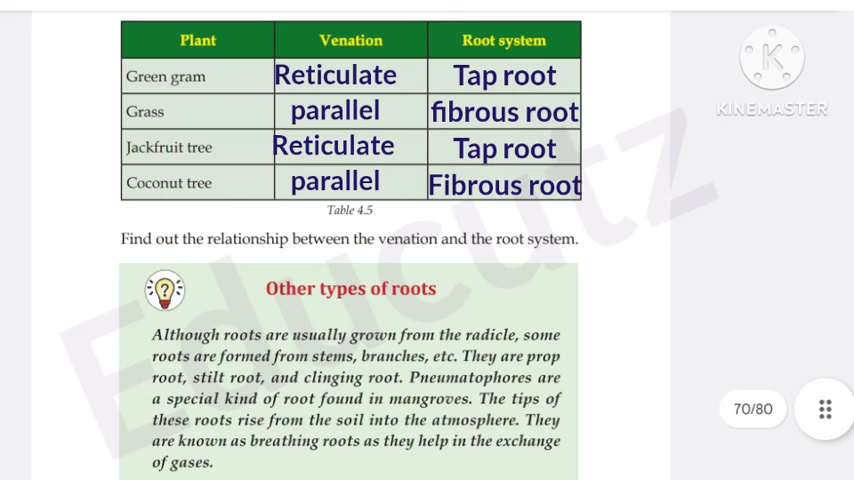 Plant Venation Root system
Green gram Reticulate Tap root
Grass parallel fibrous root
Jackfruit tree Reticulate Tap root
Coconut tree parallel Fibrous root
Table 4.5
Find out the relationship between the venation and the root system.
Other types of roots
Although roots are usually grown from the radicle, some
roots are formed from stems, branches, etc. They are prop
root, stilt root, and clinging root. Pneumatophores are
a special kind of root found in mangroves. The tips of
these roots rise from the soil into the atmosphere. They
are known as breathing roots as they help in the exchange
of gases.
K
KINEMASTER
70/80
Educutz